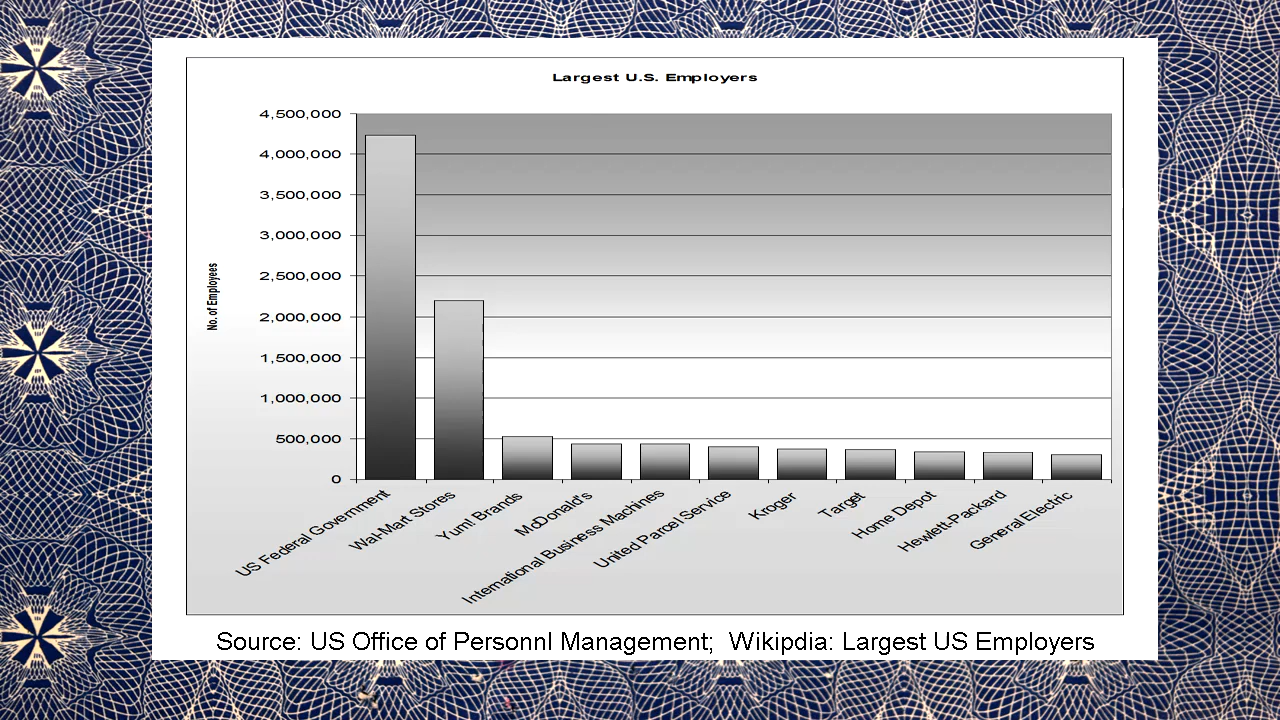 Largest U.S. Employers
4,500,000
4,000,000
3,500,000
3,000,000
2,500,000
2,000,000
1,500,000
1,000,000
500,000
0
No. of Employees
US Federal Government
Wal-Mart Stores
Yum! Brands
McDonald's
International Business Machines
United Parcel Service
Kroger
Target
Home Depot
Hewlett-Packard
General Electric
Source: US Office of Personnl Management;  Wikipdia: Largest US Employers